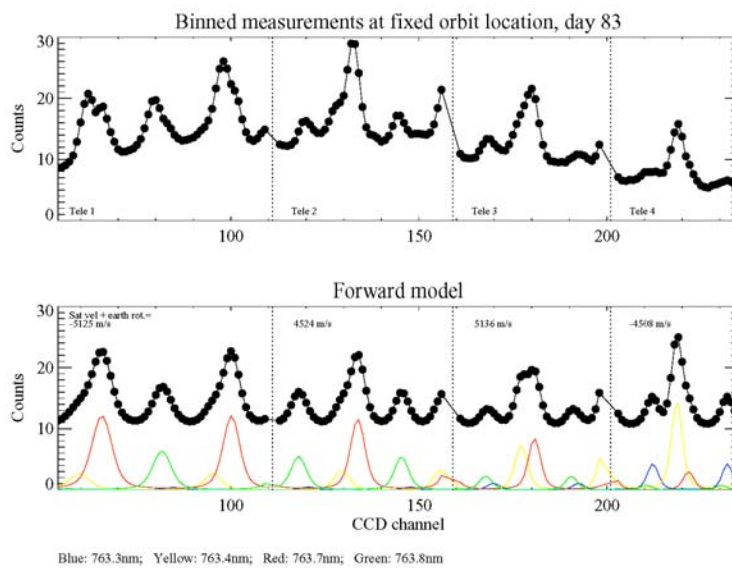 Binned measurements at fixed orbit location, day 83
30
20
10
0
Counts
Tele 1
Tele 2
Tele 3
Tele 4
100
150
200
Forward model
30
20
10
0
Counts
Sat vel + earth rot.=
-5125 m/s
4524 m/s
5136 m/s
-4508 m/s
100
150
200
CCD channel
Blue: 763.3nm; Yellow: 763.4nm; Red: 763.7nm; Green: 763.8nm